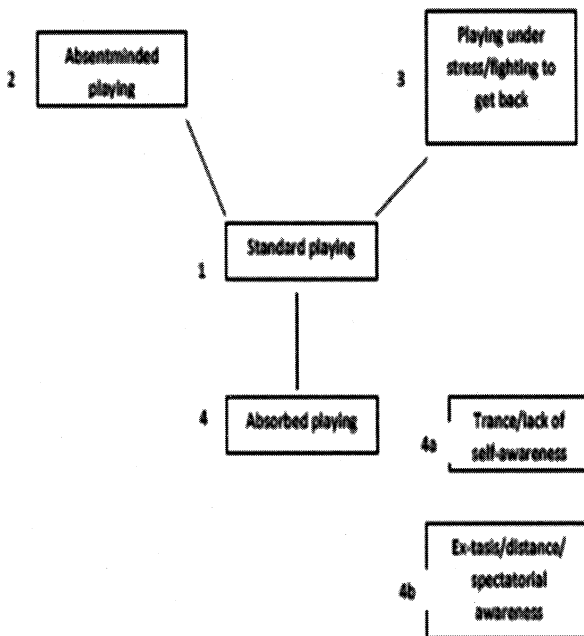 2
Absentminded
playing
3
Playing under
stress/fighting to
get back
1
Standard playing
4
Absorbed playing
4a
Trance/lack of
self-awareness
4b
Ex-tasis/distance/
spectatorial
awareness